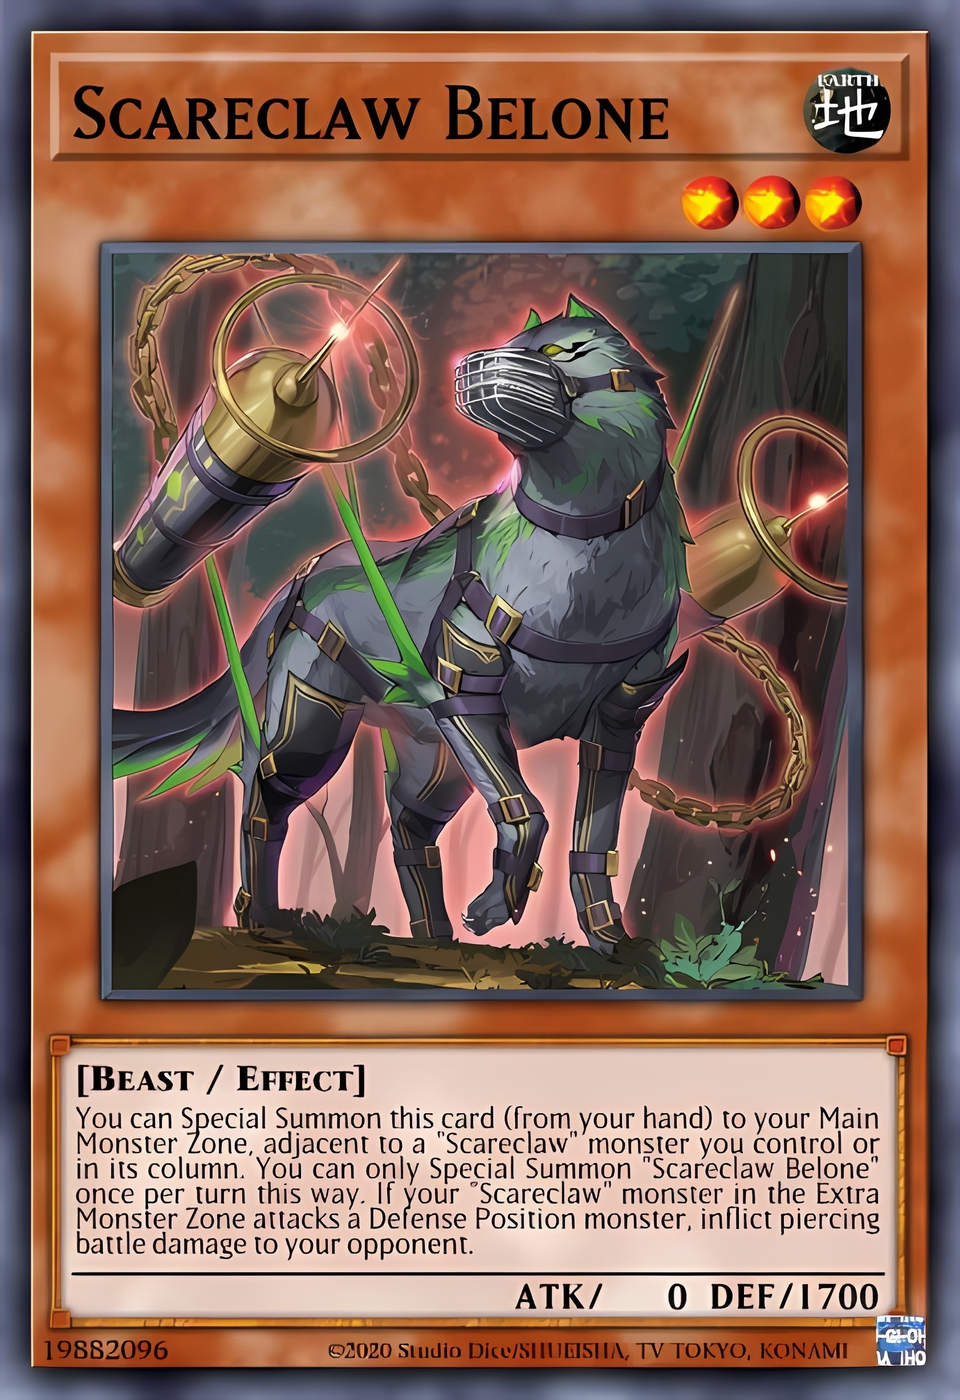 Scareclaw Belone
EARTH
地
[Beast / Effect]
You can Special Summon this card (from your hand) to your Main
Monster Zone, adjacent to a "Scareclaw" monster you control or
in its column. You can only Special Summon "Scareclaw Belone"
once per turn this way. If your "Scareclaw" monster in the Extra
Monster Zone attacks a Defense Position monster, inflict piercing
battle damage to your opponent.
ATK/ 0 DEF/1700
19882096
©2020 Studio Dice/SHUEISHA, TV TOKYO, KONAMI